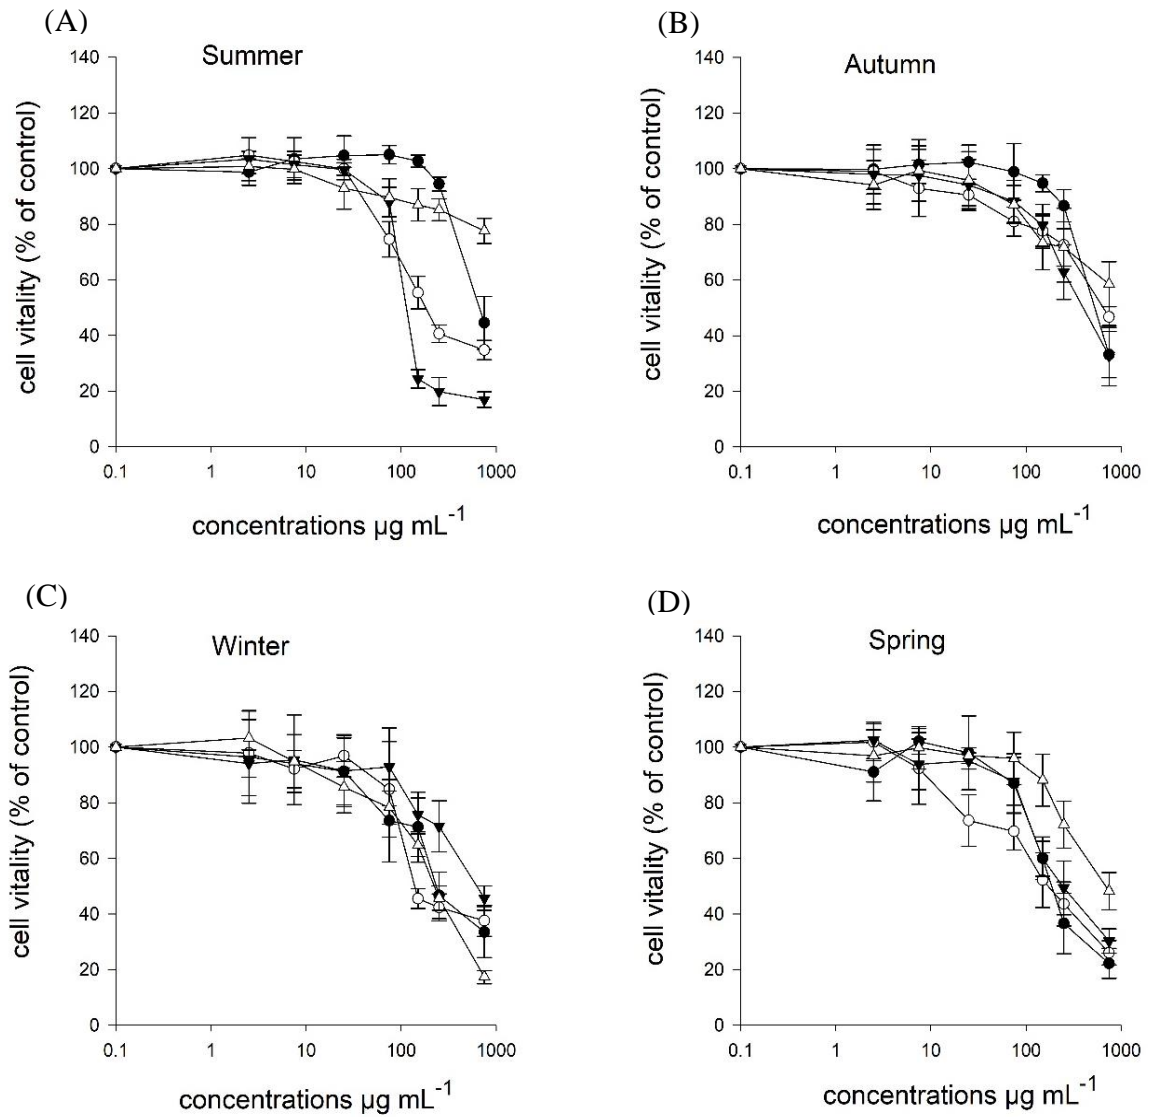 (A)
Summer
140
120
100
80
60
40
20
0
cell vitality (% of control)
0.1 1 10 100 1000
concentrations µg mL-1
(B)
Autumn
140
120
100
80
60
40
20
0
cell vitality (% of control)
0.1 1 10 100 1000
concentrations µg mL-1
(C)
Winter
140
120
100
80
60
40
20
0
cell vitality (% of control)
0.1 1 10 100 1000
concentrations µg mL-1
(D)
Spring
140
120
100
80
60
40
20
0
cell vitality (% of control)
0.1 1 10 100 1000
concentrations µg mL-1